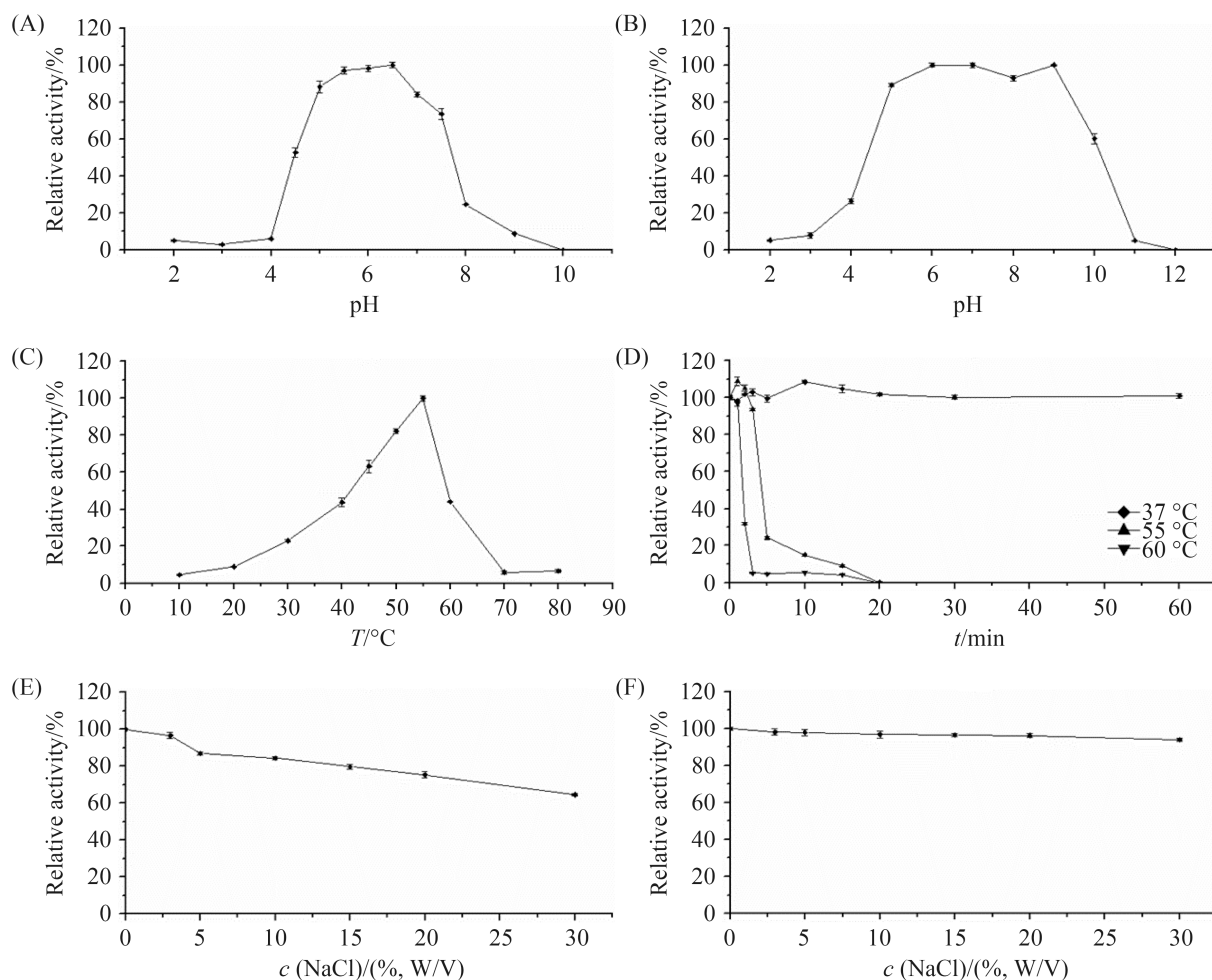 (A)
120
100
80
60
40
20
0
Relative activity/%
2 4 6 8 10
pH
(B)
120
100
80
60
40
20
0
Relative activity/%
2 4 6 8 10 12
pH
(C)
120
100
80
60
40
20
0
Relative activity/%
0 10 20 30 40 50 60 70 80 90
T/°C
(D)
120
100
80
60
40
20
0
Relative activity/%
37 °C
55 °C
60 °C
0 10 20 30 40 50 60
t/min
(E)
120
100
80
60
40
20
0
Relative activity/%
0 5 10 15 20 25 30
c (NaCl)/(%, W/V)
(F)
120
100
80
60
40
20
0
Relative activity/%
0 5 10 15 20 25 30
c (NaCl)/(%, W/V)